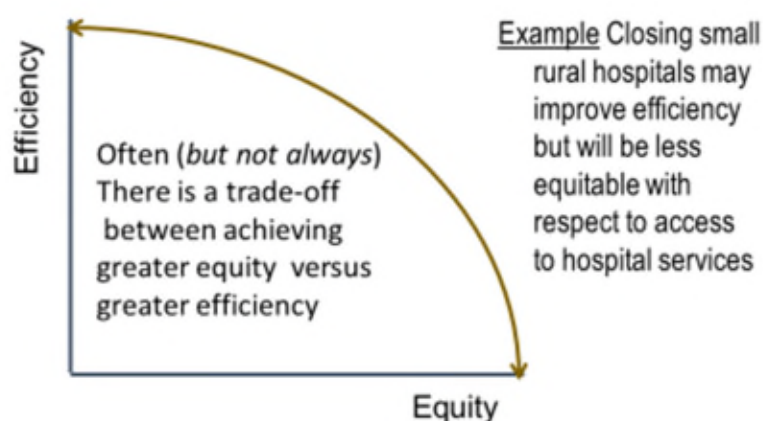 Efficiency
Often (but not always)
There is a trade-off
between achieving
greater equity versus
greater efficiency
Equity
Example Closing small
rural hospitals may
improve efficiency
but will be less
equitable with
respect to access
to hospital services